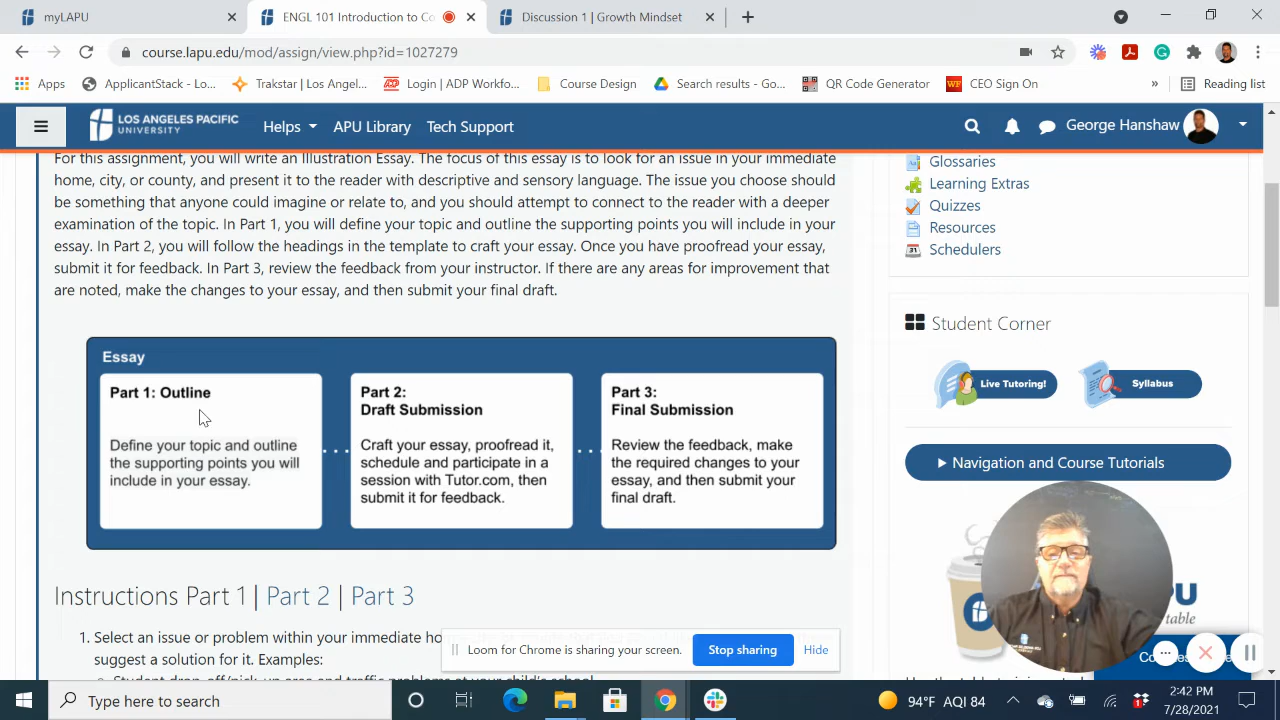 myLAPU
ENGL 101 Introduction to Co
Discussion 1 | Growth Mindset
course.lapu.edu/mod/assign/view.php?id=1027279
Apps
ApplicantStack - Lo...
Trakstar | Los Angel...
Login | ADP Workfo...
Course Design
Search results - Go...
QR Code Generator
CEO Sign On
»
Reading list
LOS ANGELES PACIFIC
UNIVERSITY
Helps
APU Library
Tech Support
George Hanshaw
For this assignment, you will write an Illustration Essay. The focus of this essay is to look for an issue in your immediate
home, city, or county, and present it to the reader with descriptive and sensory language. The issue you choose should
be something that anyone could imagine or relate to, and you should attempt to connect to the reader with a deeper
examination of the topic. In Part 1, you will define your topic and outline the supporting points you will include in your
essay. In Part 2, you will follow the headings in the template to craft your essay. Once you have proofread your essay,
submit it for feedback. In Part 3, review the feedback from your instructor. If there are any areas for improvement that
are noted, make the changes to your essay, and then submit your final draft.
Essay
Part 1: Outline
Define your topic and outline
the supporting points you will
include in your essay.
Part 2:
Draft Submission
Craft your essay, proofread it,
schedule and participate in a
session with Tutor.com, then
submit it for feedback.
Part 3:
Final Submission
Review the feedback, make
the required changes to your
essay, and then submit your
final draft.
Instructions Part 1 | Part 2 | Part 3
1. Select an issue or problem within your immediate
suggest a solution for it. Examples:
Student drop-off/pick-up area and traffic problems at your child's school
Glossaries
Learning Extras
Quizzes
Resources
Schedulers
Student Corner
Live Tutoring!
Syllabus
Navigation and Course Tutorials
PU
table
Loom for Chrome is sharing your screen.
Stop sharing
Hide
Type here to search
94°F AQI 84
2:42 PM
7/28/2021